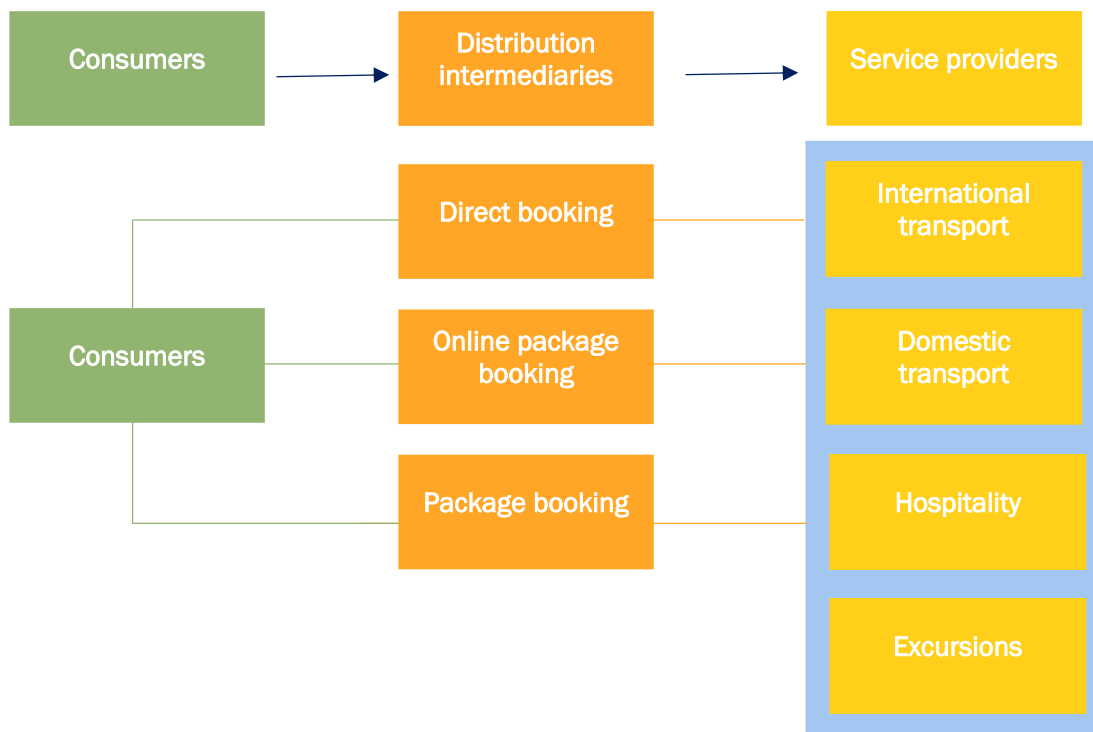 Consumers
Distribution
intermediaries
Service providers
Direct booking
International
transport
Consumers
Online package
booking
Domestic
transport
Package booking
Hospitality
Excursions